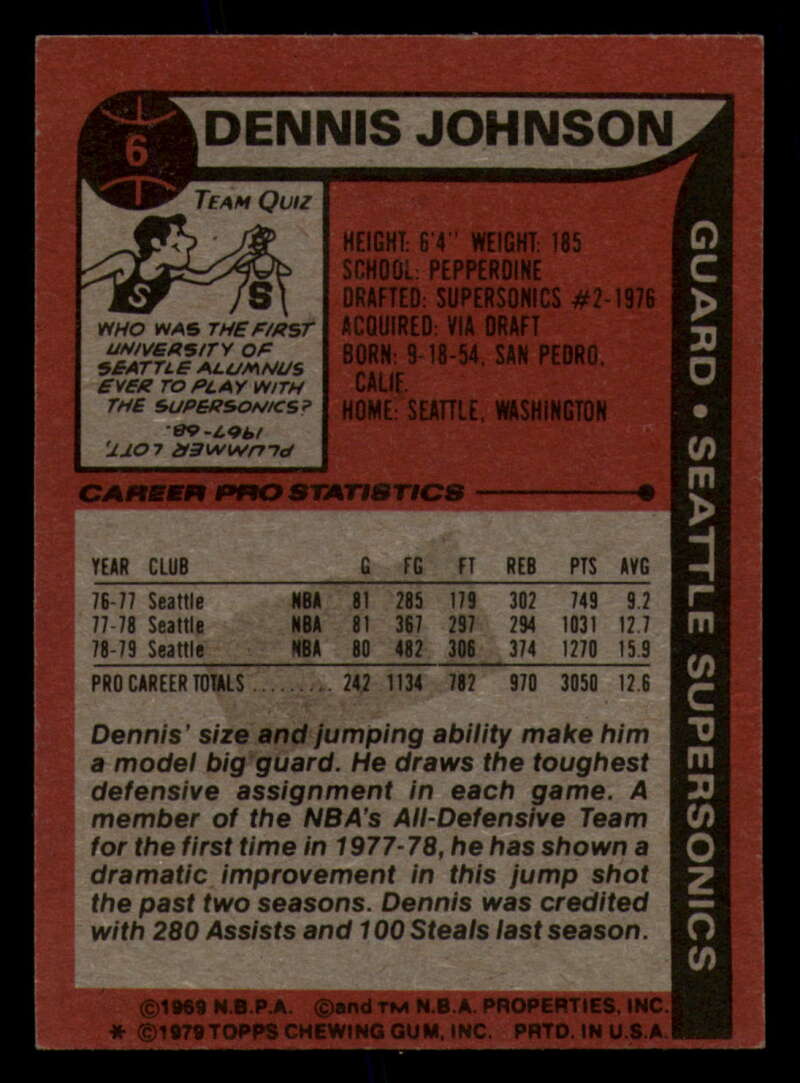 6
DENNIS JOHNSON
TEAM QUIZ
S
S
WHO WAS THE FIRST
UNIVERSITY OF
SEATTLE ALUMNUS
EVER TO PLAY WITH
THE SUPERSONICS?
PLUMMER LOTT,
1967-68.
HEIGHT: 6'4" WEIGHT: 185
SCHOOL: PEPPERDINE
DRAFTED: SUPERSONICS #2-1976
ACQUIRED: VIA DRAFT
BORN: 9-18-54, SAN PEDRO,
CALIF.
HOME: SEATTLE, WASHINGTON
GUARD • SEATTLE SUPERSONICS
CAREER PRO STATISTICS
YEAR CLUB G FG FT REB PTS AVG
76-77 Seattle NBA 81 285 179 302 749 9.2
77-78 Seattle NBA 81 367 297 294 1031 12.7
78-79 Seattle NBA 80 482 306 374 1270 15.9
PRO CAREER TOTALS .......... 242 1134 782 970 3050 12.6
Dennis' size and jumping ability make him
a model big guard. He draws the toughest
defensive assignment in each game. A
member of the NBA's All-Defensive Team
for the first time in 1977-78, he has shown a
dramatic improvement in this jump shot
the past two seasons. Dennis was credited
with 280 Assists and 100 Steals last season.
©1969 N.B.P.A. ©and TM N.B.A. PROPERTIES, INC.
* ©1979 TOPPS CHEWING GUM, INC. PRTD. IN U.S.A.